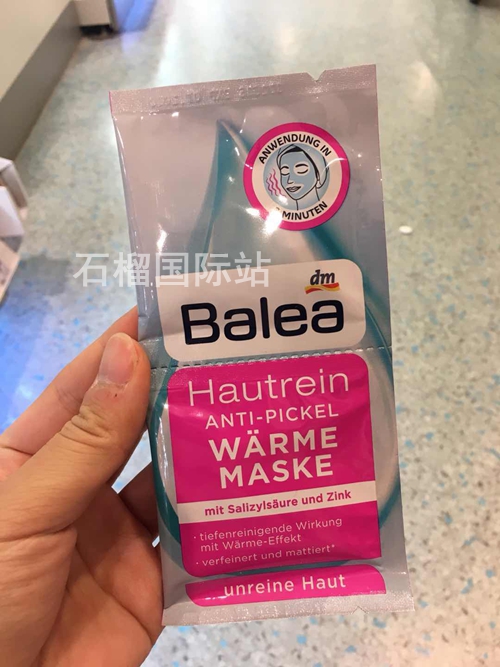 ANWENDUNG IN
MINUTEN
石榴国际站
dm
Balea
Hautrein
ANTI-PICKEL
WÄRME
MASKE
mit Salizylsäure und Zink
· tiefenreinigende Wirkung
mit Wärme-Effekt
· verfeinert und mattiert*
unreine Haut